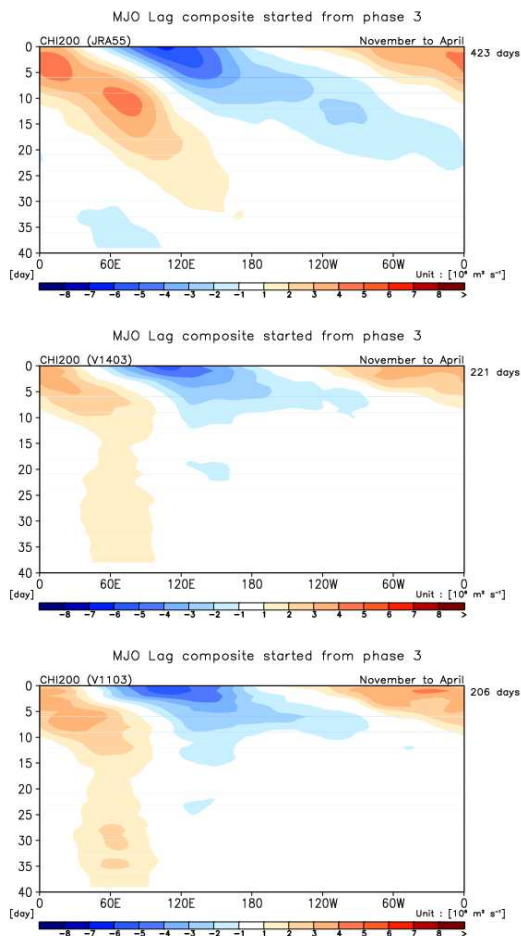 MJO Lag composite started from phase 3
CHI200 (JRA55) November to April
423 days
0
5
10
15
20
25
30
35
40
0 60E 120E 180 120W 60W 0
[day] Unit : [10⁶ m² s⁻¹]
-8 -7 -6 -5 -4 -3 -2 -1 1 2 3 4 5 6 7 8 >
MJO Lag composite started from phase 3
CHI200 (V1403) November to April
221 days
0
5
10
15
20
25
30
35
40
0 60E 120E 180 120W 60W 0
[day] Unit : [10⁶ m² s⁻¹]
-8 -7 -6 -5 -4 -3 -2 -1 1 2 3 4 5 6 7 8 >
MJO Lag composite started from phase 3
CHI200 (V1103) November to April
206 days
0
5
10
15
20
25
30
35
40
0 60E 120E 180 120W 60W 0
[day] Unit : [10⁶ m² s⁻¹]
-8 -7 -6 -5 -4 -3 -2 -1 1 2 3 4 5 6 7 8 >